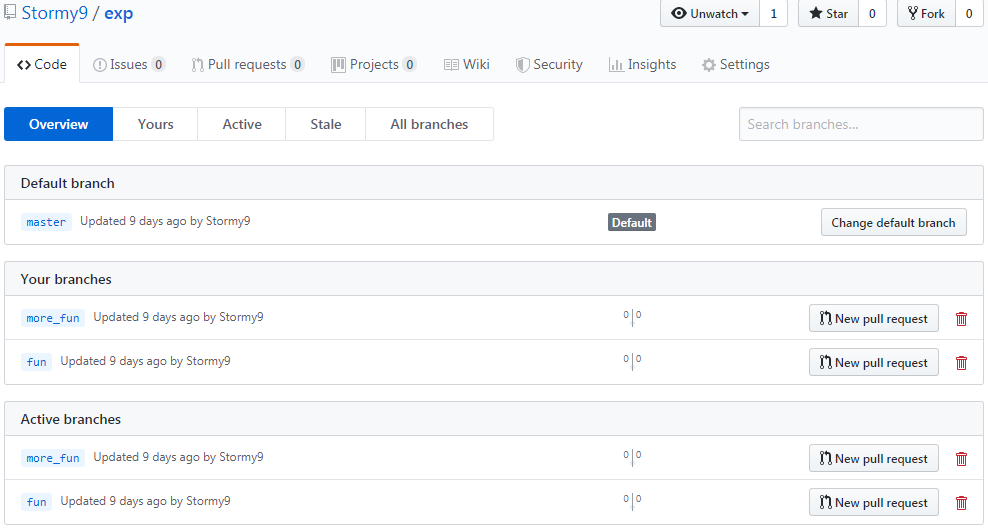 Stormy9 / exp Unwatch 1 Star 0 Fork 0
Code Issues 0 Pull requests 0 Projects 0 Wiki Security Insights Settings
Overview Yours Active Stale All branches Search branches...
Default branch
master Updated 9 days ago by Stormy9 Default Change default branch
Your branches
more_fun Updated 9 days ago by Stormy9 0 0 New pull request
fun Updated 9 days ago by Stormy9 0 0 New pull request
Active branches
more_fun Updated 9 days ago by Stormy9 0 0 New pull request
fun Updated 9 days ago by Stormy9 0 0 New pull request